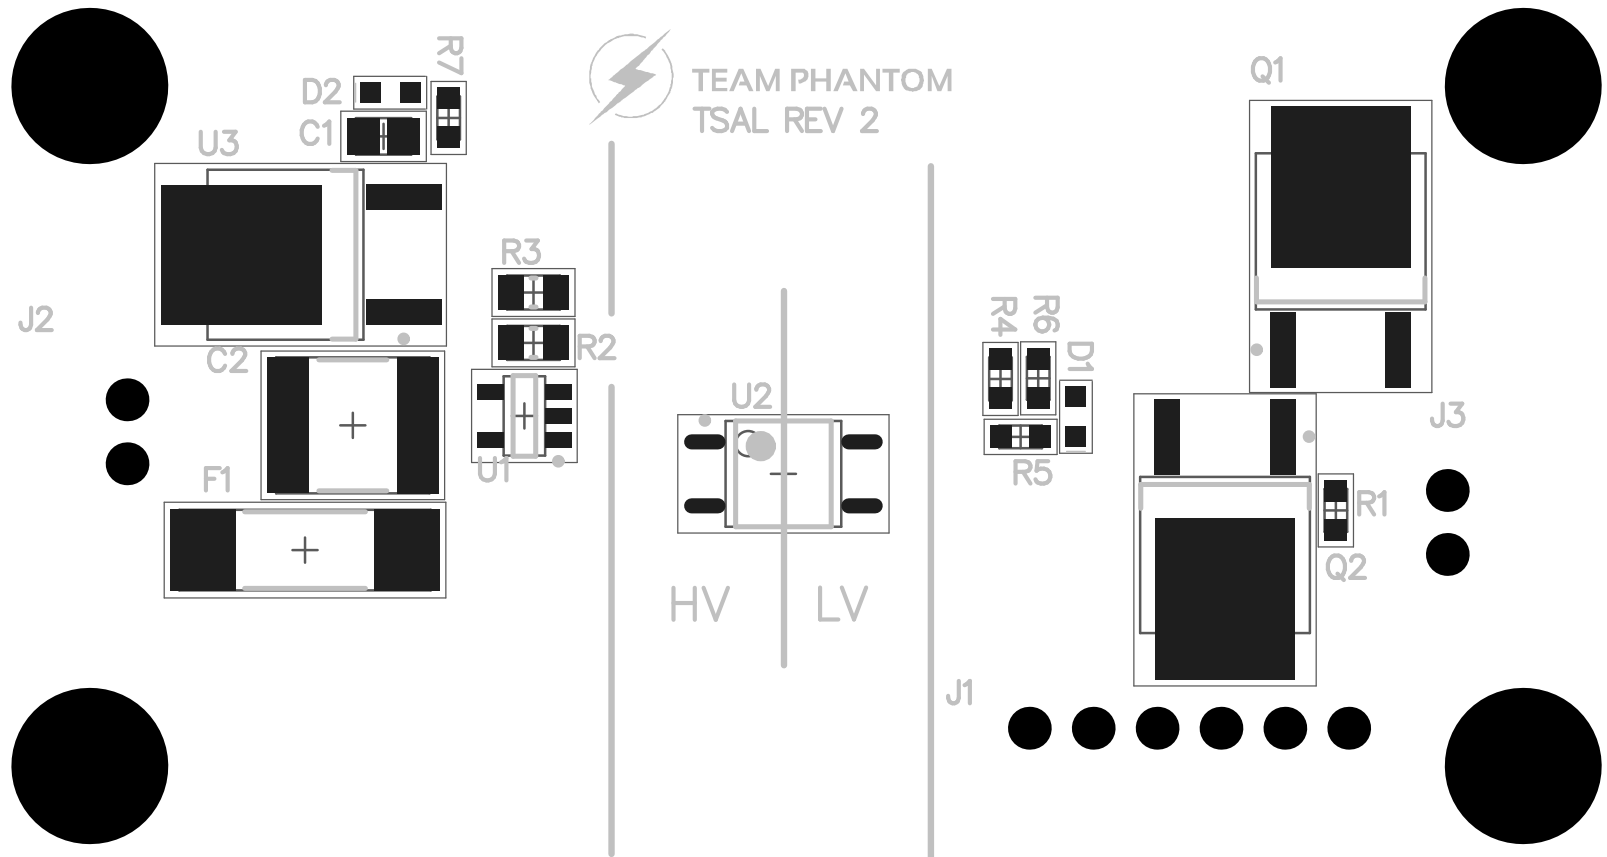 R7
TEAM PHANTOM
TSAL REV 2
Q1
D2
C1
U3
R3
J2
R2
C2
R4
R6
D1
U2
J3
F1
U1
R5
R1
Q2
HV
LV
J1